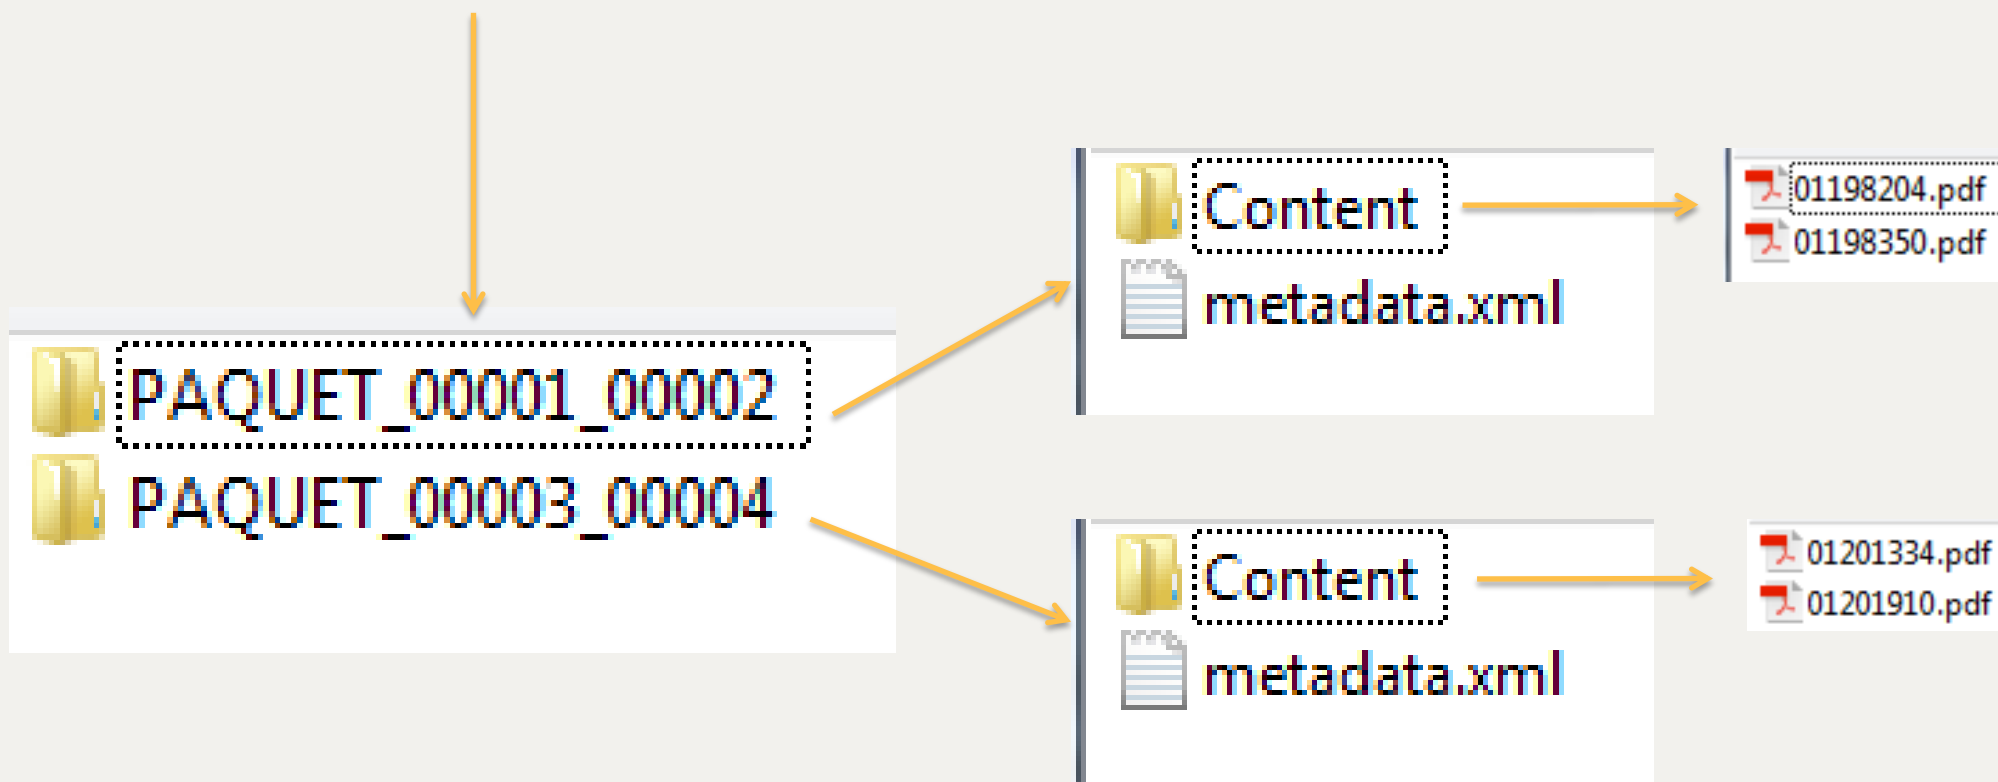 PAQUET_00001_00002
PAQUET_00003_00004
Content
metadata.xml
01198204.pdf
01198350.pdf
Content
metadata.xml
01201334.pdf
01201910.pdf